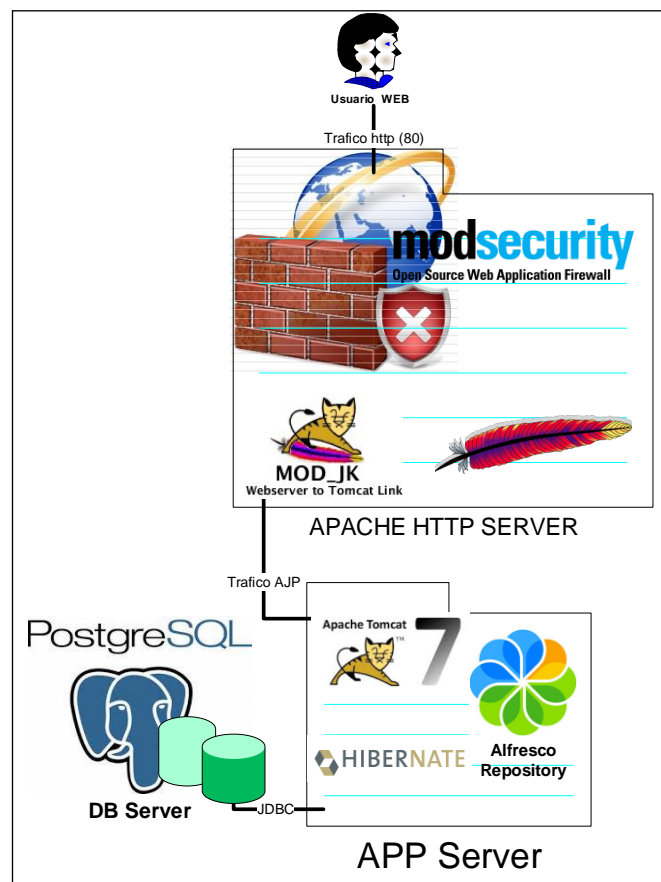 Usuario WEB
Trafico http (80)
modsecurity
Open Source Web Application Firewall
MOD_JK
Webserver to Tomcat Link
APACHE HTTP SERVER
Trafico AJP
PostgreSQL
Apache Tomcat
TM
7
HIBERNATE
Alfresco
Repository
DB Server
JDBC
APP Server